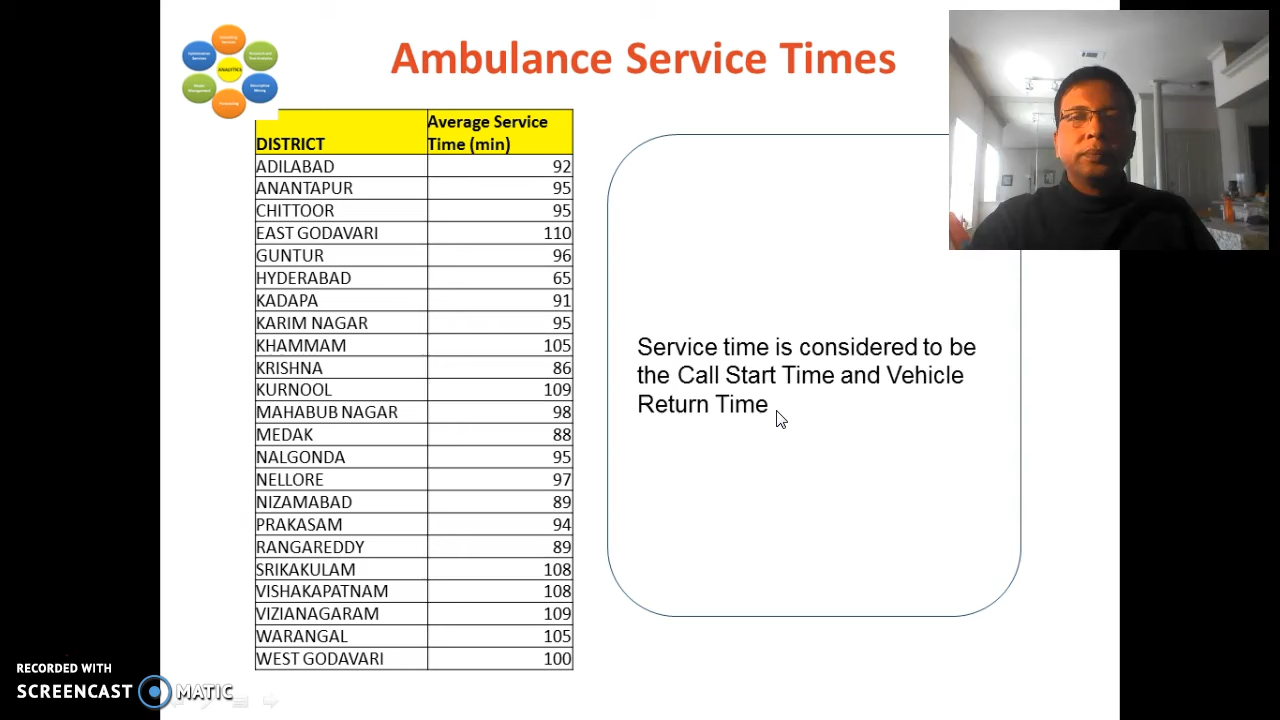 Ambulance Service Times
ANALYTICS
DISTRICT Average Service Time (min)
ADILABAD 92
ANANTAPUR 95
CHITTOOR 95
EAST GODAVARI 110
GUNTUR 96
HYDERABAD 65
KADAPA 91
KARIM NAGAR 95
KHAMMAM 105
KRISHNA 86
KURNOOL 109
MAHABUB NAGAR 98
MEDAK 88
NALGONDA 95
NELLORE 97
NIZAMABAD 89
PRAKASAM 94
RANGAREDDY 89
SRIKAKULAM 108
VISHAKAPATNAM 108
VIZIANAGARAM 109
WARANGAL 105
WEST GODAVARI 100
Service time is considered to be
the Call Start Time and Vehicle
Return Time
RECORDED WITH
SCREENCAST MATIC